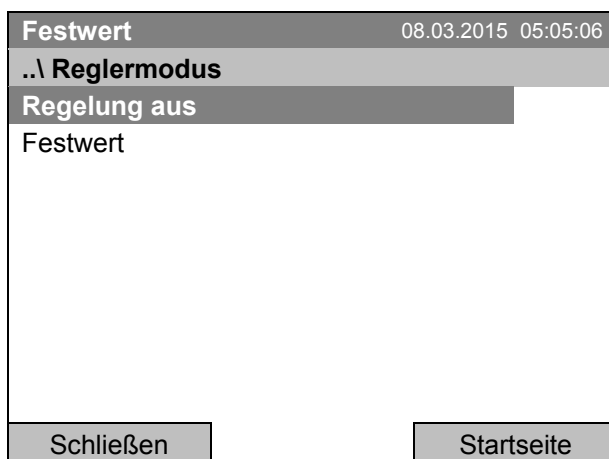 Festwert 08.03.2015 05:05:06
..\ Reglermodus
Regelung aus
Festwert
Schließen Startseite